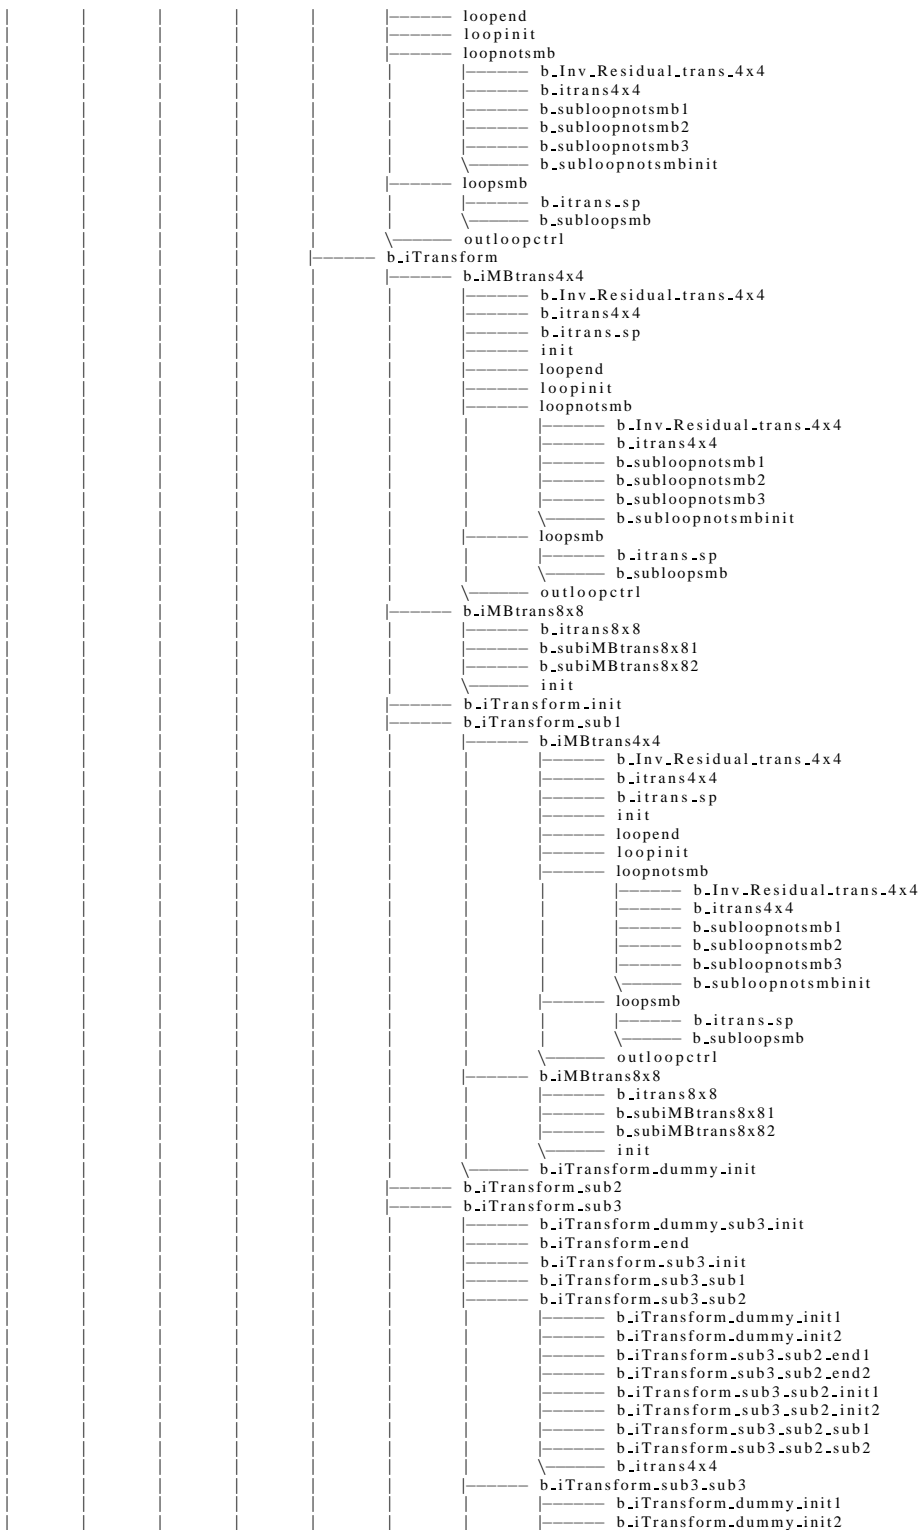 | | | | | |—————— loopend
| | | | | |—————— loopinit
| | | | | |—————— loopnotsmb
| | | | | | |—————— b_Inv_Residual_trans_4x4
| | | | | | |—————— b_itrans4x4
| | | | | | |—————— b_subloopnotsmb1
| | | | | | |—————— b_subloopnotsmb2
| | | | | | |—————— b_subloopnotsmb3
| | | | | | \—————— b_subloopnotsmbinit
| | | | | |—————— loopsmb
| | | | | | |—————— b_itrans_sp
| | | | | | \—————— b_subloopsmb
| | | | | \—————— outloopctrl
| | | | |—————— b_iTransform
| | | | | |—————— b_iMBtrans4x4
| | | | | | |—————— b_Inv_Residual_trans_4x4
| | | | | | |—————— b_itrans4x4
| | | | | | |—————— b_itrans_sp
| | | | | | |—————— init
| | | | | | |—————— loopend
| | | | | | |—————— loopinit
| | | | | | |—————— loopnotsmb
| | | | | | | |—————— b_Inv_Residual_trans_4x4
| | | | | | | |—————— b_itrans4x4
| | | | | | | |—————— b_subloopnotsmb1
| | | | | | | |—————— b_subloopnotsmb2
| | | | | | | |—————— b_subloopnotsmb3
| | | | | | | \—————— b_subloopnotsmbinit
| | | | | | |—————— loopsmb
| | | | | | | |—————— b_itrans_sp
| | | | | | | \—————— b_subloopsmb
| | | | | | \—————— outloopctrl
| | | | | |—————— b_iMBtrans8x8
| | | | | | |—————— b_itrans8x8
| | | | | | |—————— b_subiMBtrans8x81
| | | | | | |—————— b_subiMBtrans8x82
| | | | | | \—————— init
| | | | | |—————— b_iTransform_init
| | | | | |—————— b_iTransform_sub1
| | | | | | |—————— b_iMBtrans4x4
| | | | | | | |—————— b_Inv_Residual_trans_4x4
| | | | | | | |—————— b_itrans4x4
| | | | | | | |—————— b_itrans_sp
| | | | | | | |—————— init
| | | | | | | |—————— loopend
| | | | | | | |—————— loopinit
| | | | | | | |—————— loopnotsmb
| | | | | | | | |—————— b_Inv_Residual_trans_4x4
| | | | | | | | |—————— b_itrans4x4
| | | | | | | | |—————— b_subloopnotsmb1
| | | | | | | | |—————— b_subloopnotsmb2
| | | | | | | | |—————— b_subloopnotsmb3
| | | | | | | | \—————— b_subloopnotsmbinit
| | | | | | | |—————— loopsmb
| | | | | | | | |—————— b_itrans_sp
| | | | | | | | \—————— b_subloopsmb
| | | | | | | \—————— outloopctrl
| | | | | | |—————— b_iMBtrans8x8
| | | | | | | |—————— b_itrans8x8
| | | | | | | |—————— b_subiMBtrans8x81
| | | | | | | |—————— b_subiMBtrans8x82
| | | | | | | \—————— init
| | | | | | \—————— b_iTransform_dummy_init
| | | | | |—————— b_iTransform_sub2
| | | | | |—————— b_iTransform_sub3
| | | | | | |—————— b_iTransform_dummy_sub3_init
| | | | | | |—————— b_iTransform_end
| | | | | | |—————— b_iTransform_sub3_init
| | | | | | |—————— b_iTransform_sub3_sub1
| | | | | | |—————— b_iTransform_sub3_sub2
| | | | | | | |—————— b_iTransform_dummy_init1
| | | | | | | |—————— b_iTransform_dummy_init2
| | | | | | | |—————— b_iTransform_sub3_sub2_end1
| | | | | | | |—————— b_iTransform_sub3_sub2_end2
| | | | | | | |—————— b_iTransform_sub3_sub2_init1
| | | | | | | |—————— b_iTransform_sub3_sub2_init2
| | | | | | | |—————— b_iTransform_sub3_sub2_sub1
| | | | | | | |—————— b_iTransform_sub3_sub2_sub2
| | | | | | | \—————— b_itrans4x4
| | | | | | |—————— b_iTransform_sub3_sub3
| | | | | | | |—————— b_iTransform_dummy_init1
| | | | | | | |—————— b_iTransform_dummy_init2